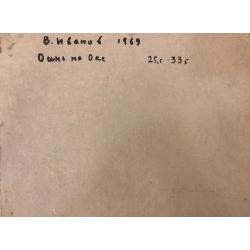 В. Иванов 1969
Осень на Оке 25,5 · 33,5